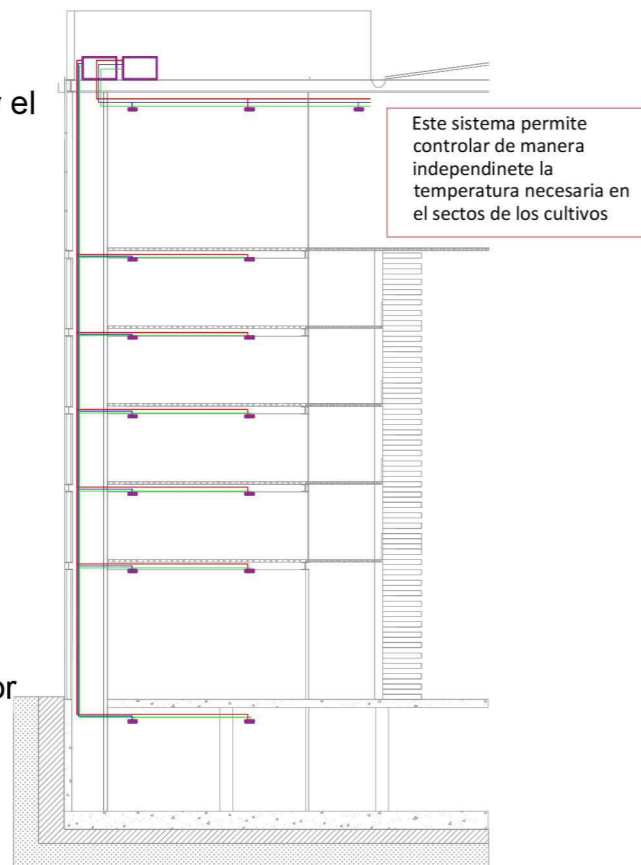 el
Este sistema permite
controlar de manera
independinete la
temperatura necesaria en
el sectos de los cultivos
or